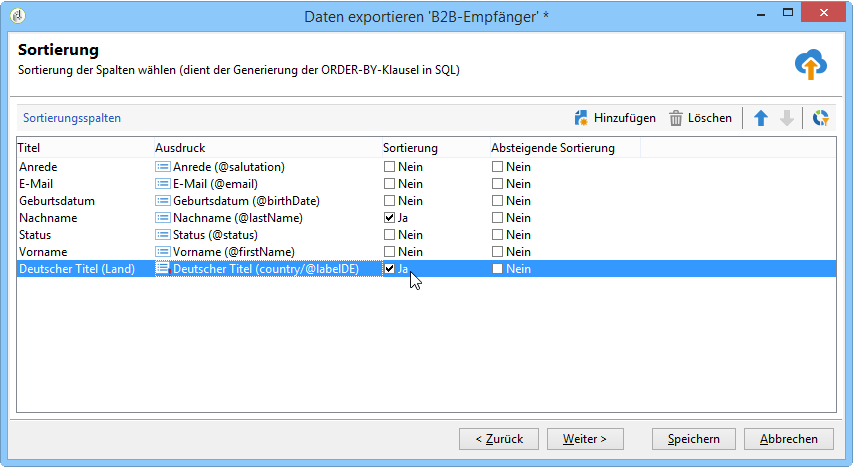 Daten exportieren 'B2B-Empfänger' *
Sortierung
Sortierung der Spalten wählen (dient der Generierung der ORDER-BY-Klausel in SQL)
Sortierungsspalten Hinzufügen Löschen
Titel Ausdruck Sortierung Absteigende Sortierung
Anrede Anrede (@salutation) Nein Nein
E-Mail E-Mail (@email) Nein Nein
Geburtsdatum Geburtsdatum (@birthDate) Nein Nein
Nachname Nachname (@lastName) Ja Nein
Status Status (@status) Nein Nein
Vorname Vorname (@firstName) Nein Nein
Deutscher Titel (Land) Deutscher Titel (country/@labelDE) Ja Nein
< Zurück Weiter > Speichern Abbrechen